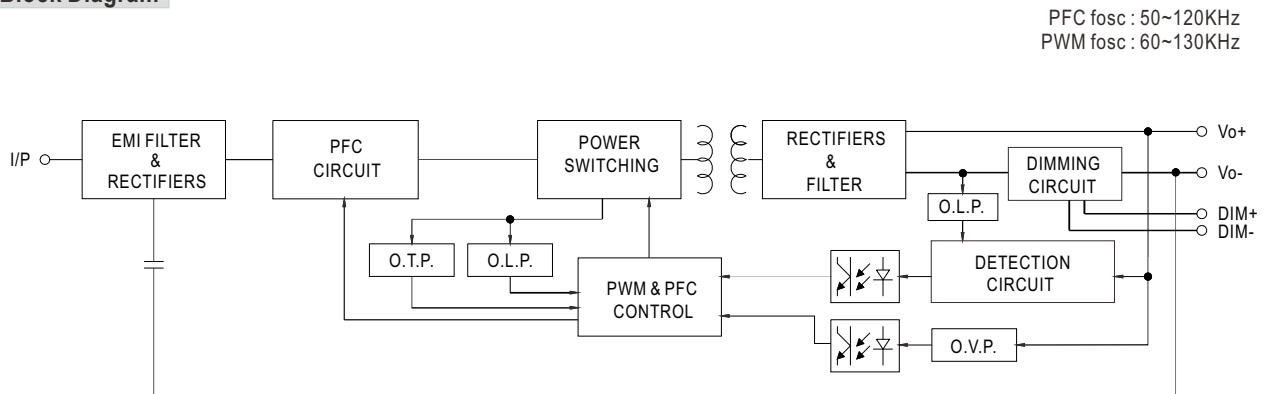 Block Diagram
PFC fosc : 50~120KHz
PWM fosc : 60~130KHz
I/P
EMI FILTER
&
RECTIFIERS
PFC
CIRCUIT
POWER
SWITCHING
RECTIFIERS
&
FILTER
DIMMING
CIRCUIT
Vo+
Vo-
DIM+
DIM-
O.L.P.
O.T.P.
O.L.P.
PWM & PFC
CONTROL
DETECTION
CIRCUIT
O.V.P.